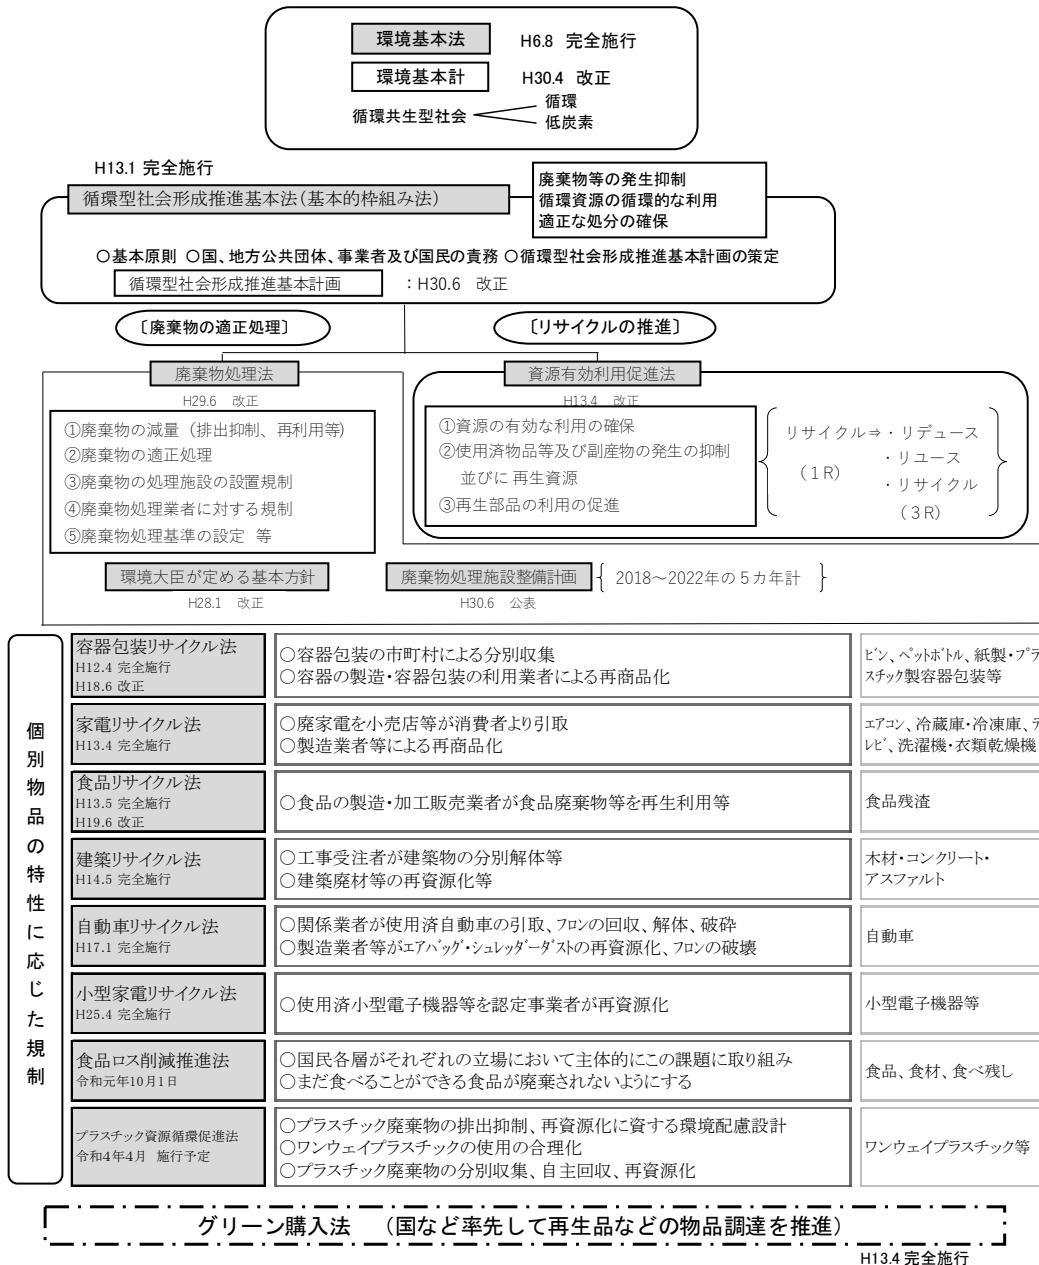 環境基本法　H6.8 完全施行
環境基本計　H30.4 改正
循環共生型社会
循環
低炭素
H13.1 完全施行
循環型社会形成推進基本法（基本的枠組み法）
廃棄物等の発生抑制
循環資源の循環的な利用
適正な処分の確保
○基本原則 ○国、地方公共団体、事業者及び国民の責務 ○循環型社会形成推進基本計画の策定
循環型社会形成推進基本計画　：H30.6 改正
〔廃棄物の適正処理〕
〔リサイクルの推進〕
廃棄物処理法
H29.6 改正
①廃棄物の減量（排出抑制、再利用等）
②廃棄物の適正処理
③廃棄物の処理施設の設置規制
④廃棄物処理業者に対する規制
⑤廃棄物処理基準の設定 等
資源有効利用促進法
H13.4 改正
①資源の有効な利用の確保
②使用済物品等及び副産物の発生の抑制
並びに 再生資源
③再生部品の利用の促進
リサイクル⇒・リデュース
・リユース
（1R）
・リサイクル
（3R）
環境大臣が定める基本方針
H28.1 改正
廃棄物処理施設整備計画　｛2018～2022年の５カ年計｝
H30.6 公表
個別物品の特性に応じた規制
容器包装リサイクル法
H12.4 完全施行
H18.6 改正
○容器包装の市町村による分別収集
○容器の製造・容器包装の利用業者による再商品化
ビン、ペットボトル、紙製・プラ
スチック製容器包装等
家電リサイクル法
H13.4 完全施行
○廃家電を小売店等が消費者より引取
○製造業者等による再商品化
エアコン、冷蔵庫・冷凍庫、テ
レビ、洗濯機・衣類乾燥機
食品リサイクル法
H13.5 完全施行
H19.6 改正
○食品の製造・加工販売業者が食品廃棄物等を再生利用等
食品残渣
建築リサイクル法
H14.5 完全施行
○工事受注者が建築物の分別解体等
○建築廃材等の再資源化等
木材・コンクリート・
アスファルト
自動車リサイクル法
H17.1 完全施行
○関係業者が使用済自動車の引取、フロンの回収、解体、破砕
○製造業者等がエアバッグ・シュレッダーダストの再資源化、フロンの破壊
自動車
小型家電リサイクル法
H25.4 完全施行
○使用済小型電子機器等を認定事業者が再資源化
小型電子機器等
食品ロス削減推進法
令和元年10月1日
○国民各層がそれぞれの立場において主体的にこの課題に取り組み
○まだ食べることができる食品が廃棄されないようにする
食品、食材、食べ残し
プラスチック資源循環促進法
令和4年4月 施行予定
○プラスチック廃棄物の排出抑制、再資源化に資する環境配慮設計
○ワンウェイプラスチックの使用の合理化
○プラスチック廃棄物の分別収集、自主回収、再資源化
ワンウェイプラスチック等
グリーン購入法　（国など率先して再生品などの物品調達を推進）
H13.4 完全施行